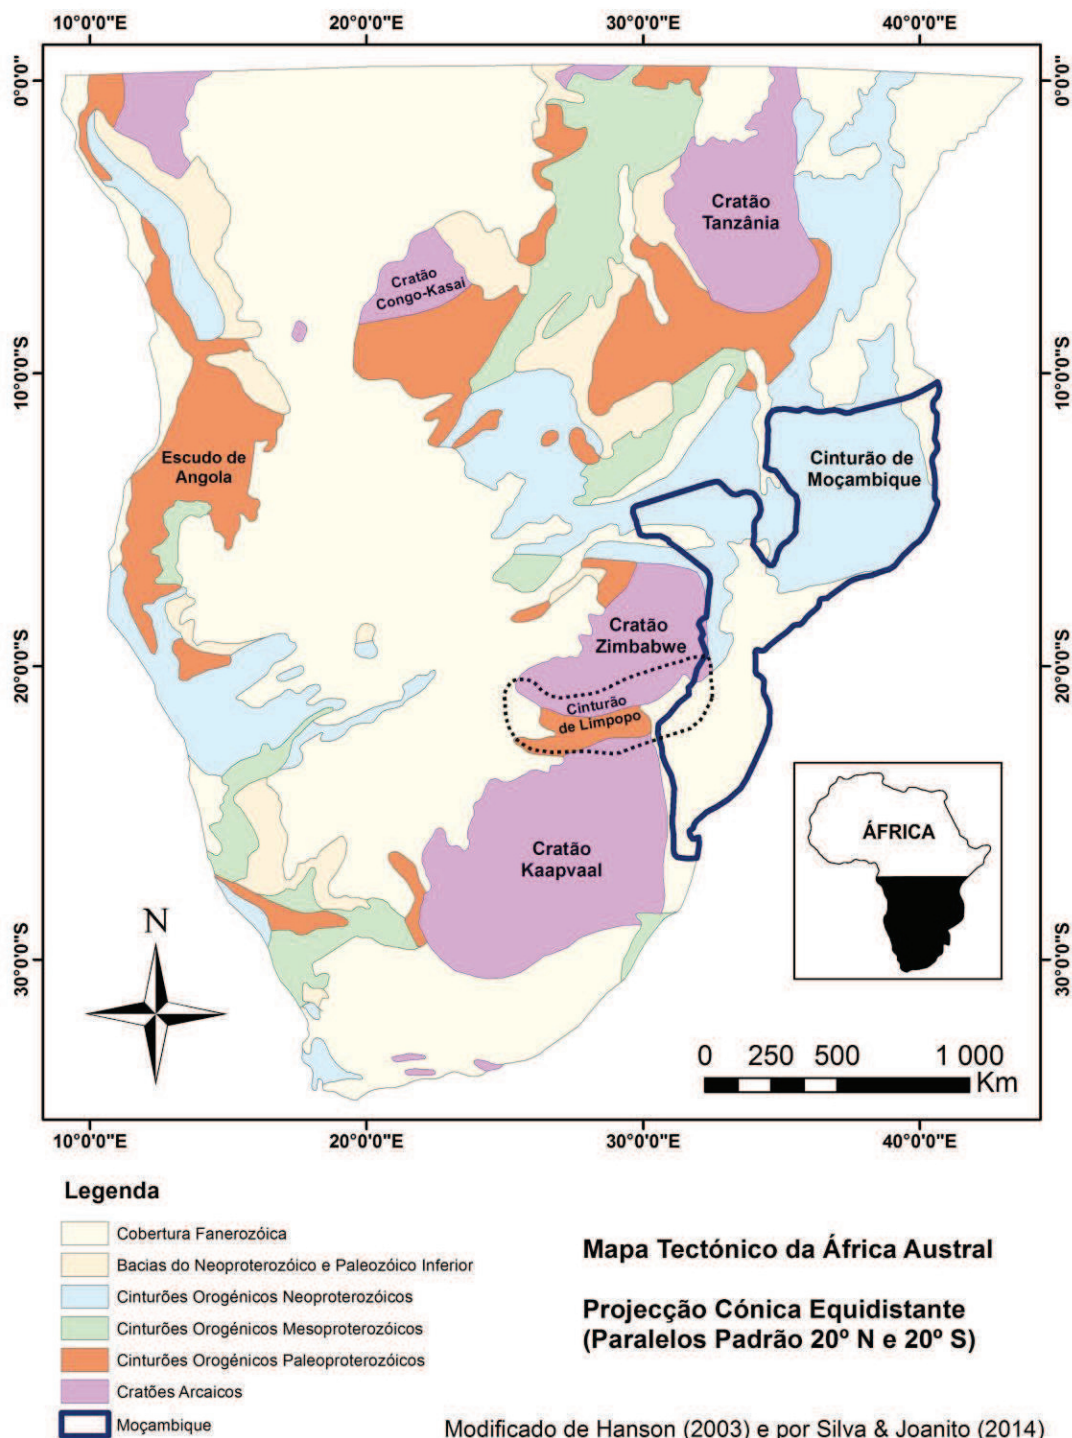 10°0'0"E 20°0'0"E 30°0'0"E 40°0'0"E
0°0'0"
0°0'0"
Cratão
Tanzânia
Cratão
Congo-Kasai
10°0'0"S
10°0'0"S
Escudo de
Angola
Cinturão de
Moçambique
Cratão
Zimbabwe
20°0'0"S
20°0'0"S
Cinturão
de Limpopo
ÁFRICA
Cratão
Kaapvaal
N
30°0'0"S
30°0'0"S
0 250 500 1 000
Km
10°0'0"E 20°0'0"E 30°0'0"E 40°0'0"E
Legenda
Cobertura Fanerozóica
Bacias do Neoproterozóico e Paleozóico Inferior
Cinturões Orogénicos Neoproterozóicos
Cinturões Orogénicos Mesoproterozóicos
Cinturões Orogénicos Paleoproterozóicos
Cratões Arcaicos
Moçambique
Mapa Tectónico da África Austral
Projecção Cónica Equidistante
(Paralelos Padrão 20º N e 20º S)
Modificado de Hanson (2003) e por Silva & Joanito (2014)